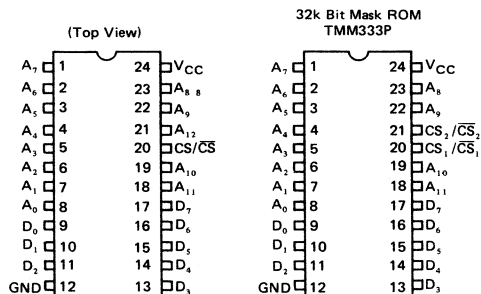 32k Bit Mask ROM
(Top View) TMM333P
A₇ 1 24 V_CC A₇ 1 24 V_CC
A₆ 2 23 A₈ ₈ A₆ 2 23 A₈
A₅ 3 22 A₉ A₅ 3 22 A₉
A₄ 4 21 A₁₂ A₄ 4 21 CS₂/C̅S̅₂
A₃ 5 20 CS/C̅S̅ A₃ 5 20 CS₁/C̅S̅₁
A₂ 6 19 A₁₀ A₂ 6 19 A₁₀
A₁ 7 18 A₁₁ A₁ 7 18 A₁₁
A₀ 8 17 D₇ A₀ 8 17 D₇
D₀ 9 16 D₆ D₀ 9 16 D₆
D₁ 10 15 D₅ D₁ 10 15 D₅
D₂ 11 14 D₄ D₂ 11 14 D₄
GND 12 13 D₃ GND 12 13 D₃